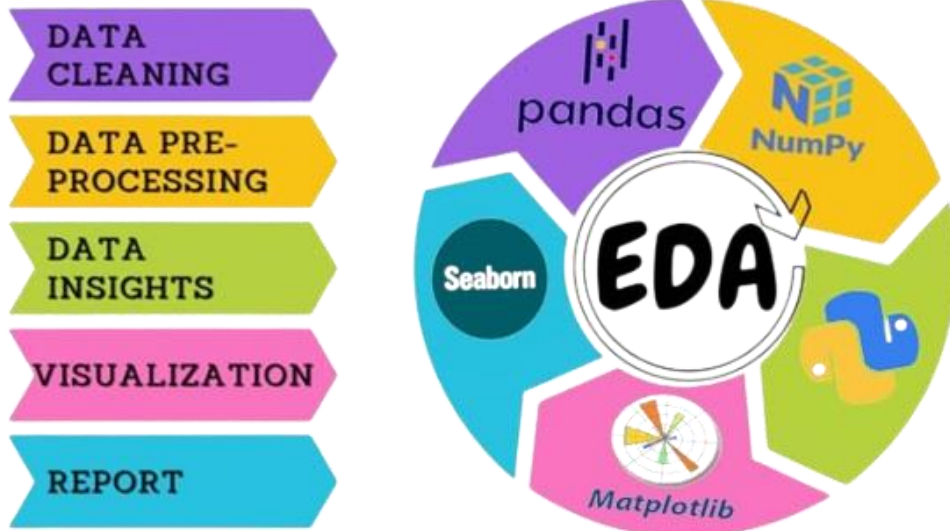 DATA
CLEANING
DATA PRE-
PROCESSING
DATA
INSIGHTS
VISUALIZATION
REPORT
pandas
N
NumPy
Seaborn
EDA
Matplotlib